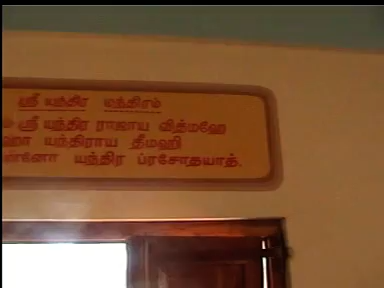 ஸ்ரீ யந்திர மந்திரம்
ஸ்ரீ யந்திர ராஜாய வித்மஹே
ஹா யந்திராய தீமஹி
ன்னோ யந்திர ப்ரசோதயாத்.